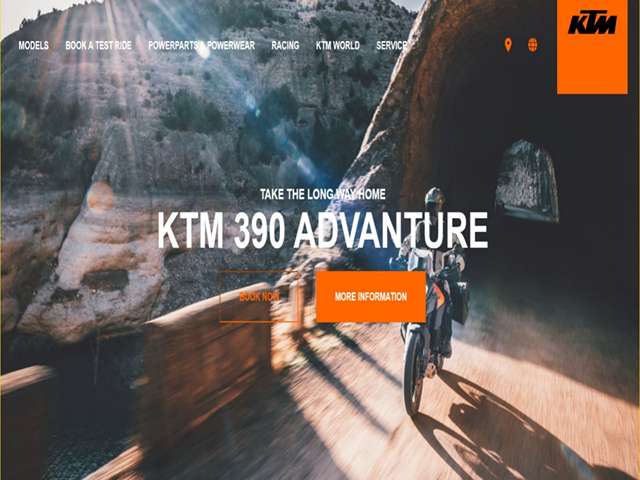 MODELS BOOK A TEST RIDE POWERPARTS & POWERWEAR RACING KTM WORLD SERVICE
KTM
TAKE THE LONG WAY HOME
KTM 390 ADVANTURE
BOOK NOW MORE INFORMATION